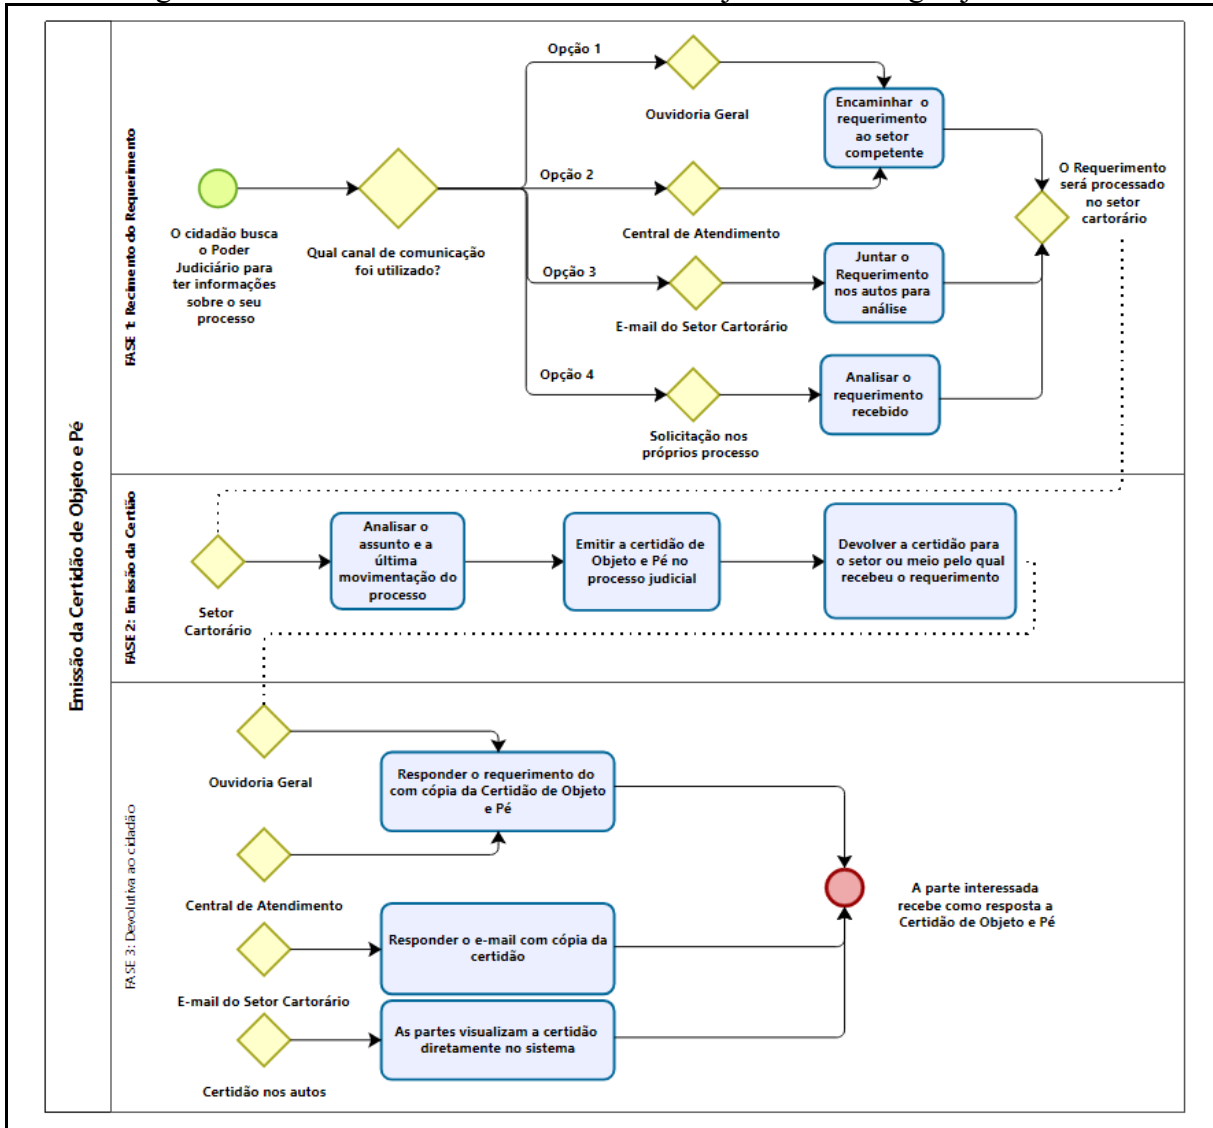 Emissão da Certidão de Objeto e Pé
FASE 1: Recimento do Requerimento
O cidadão busca
o Poder
Judiciário para
ter informações
sobre o seu
processo
Qual canal de comunicação
foi utilizado?
Opção 1
Ouvidoria Geral
Opção 2
Central de Atendimento
Encaminhar o
requerimento
ao setor
competente
Opção 3
E-mail do Setor Cartorário
Juntar o
Requerimento
nos autos para
análise
Opção 4
Solicitação nos
próprios processo
Analisar o
requerimento
recebido
O Requerimento
será processado
no setor
cartorário
FASE 2: Emissão da Certião
Setor
Cartorário
Analisar o
assunto e a
última
movimentação do
processo
Emitir a certidão de
Objeto e Pé no
processo judicial
Devolver a certidão para
o setor ou meio pelo qual
recebeu o requerimento
FASE 3: Devolutiva ao cidadão
Ouvidoria Geral
Responder o requerimento do
com cópia da Certidão de Objeto
e Pé
Central de Atendimento
E-mail do Setor Cartorário
Responder o e-mail com cópia da
certidão
Certidão nos autos
As partes visualizam a certidão
diretamente no sistema
A parte interessada
recebe como resposta a
Certidão de Objeto e Pé